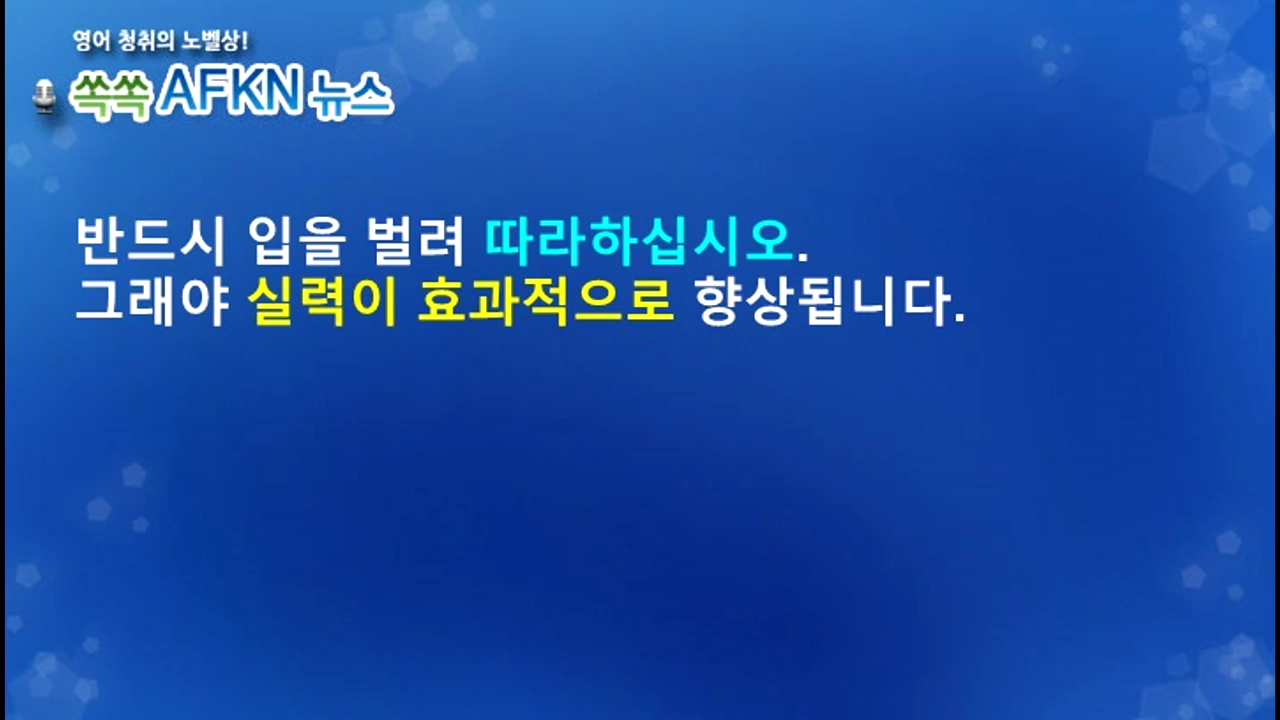 영어 청취의 노벨상!
쏙쏙 AFKN 뉴스
반드시 입을 벌려 따라하십시오.
그래야 실력이 효과적으로 향상됩니다.